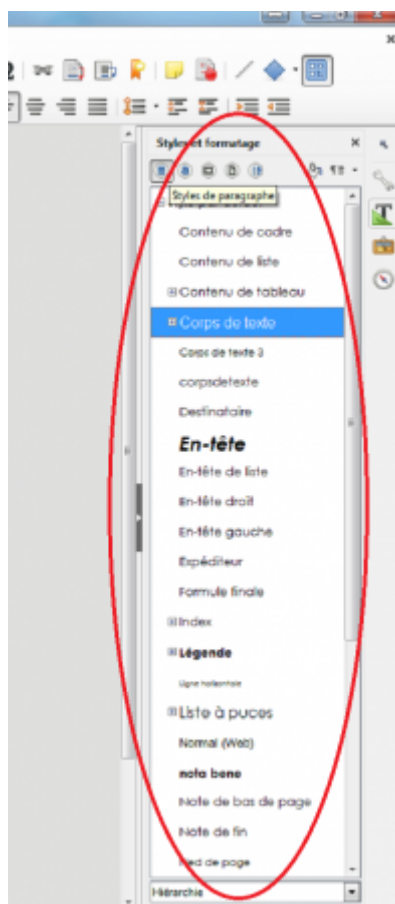 Styles et formatage
Styles de paragraphe
Contenu de cadre
Contenu de liste
Contenu de tableau
Corps de texte
Corps de texte 3
corpsdetexte
Destinataire
En-tête
En-tête de liste
En-tête droit
En-tête gauche
Expéditeur
Formule finale
Index
Légende
Ligne horizontale
Liste à puces
Normal (Web)
nota bene
Note de bas de page
Note de fin
Pied de page
Hiérarchie